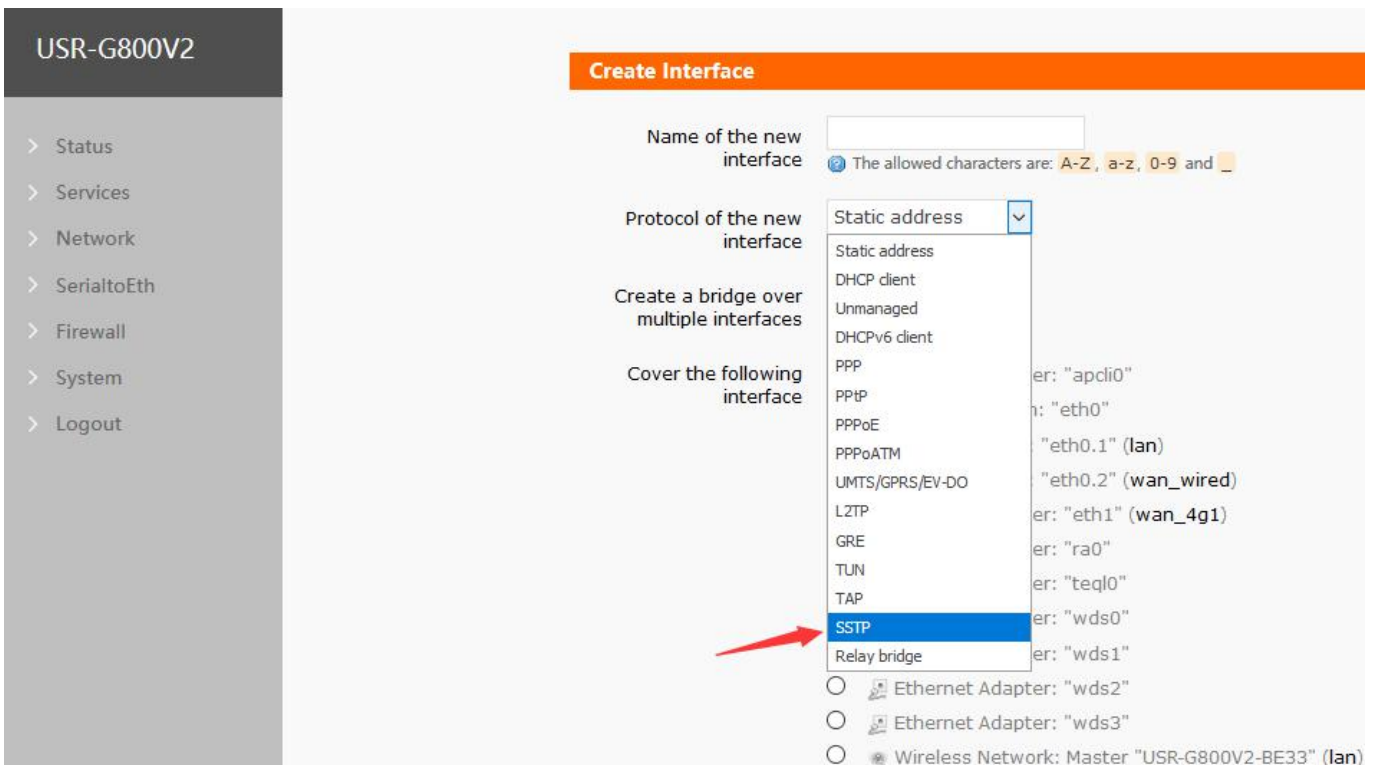 USR-G800V2
Status
Services
Network
SerialtoEth
Firewall
System
Logout
Create Interface
Name of the new
interface
The allowed characters are: A-Z, a-z, 0-9 and _
Protocol of the new
interface
Static address
Static address
DHCP client
Unmanaged
DHCPv6 client
PPP
PPtP
PPPoE
PPPoATM
UMTS/GPRS/EV-DO
L2TP
GRE
TUN
TAP
SSTP
Relay bridge
Create a bridge over
multiple interfaces
Cover the following
interface
er: "apcli0"
: "eth0"
"eth0.1" (lan)
"eth0.2" (wan_wired)
er: "eth1" (wan_4g1)
er: "ra0"
er: "teql0"
er: "wds0"
er: "wds1"
Ethernet Adapter: "wds2"
Ethernet Adapter: "wds3"
Wireless Network: Master "USR-G800V2-BE33" (lan)